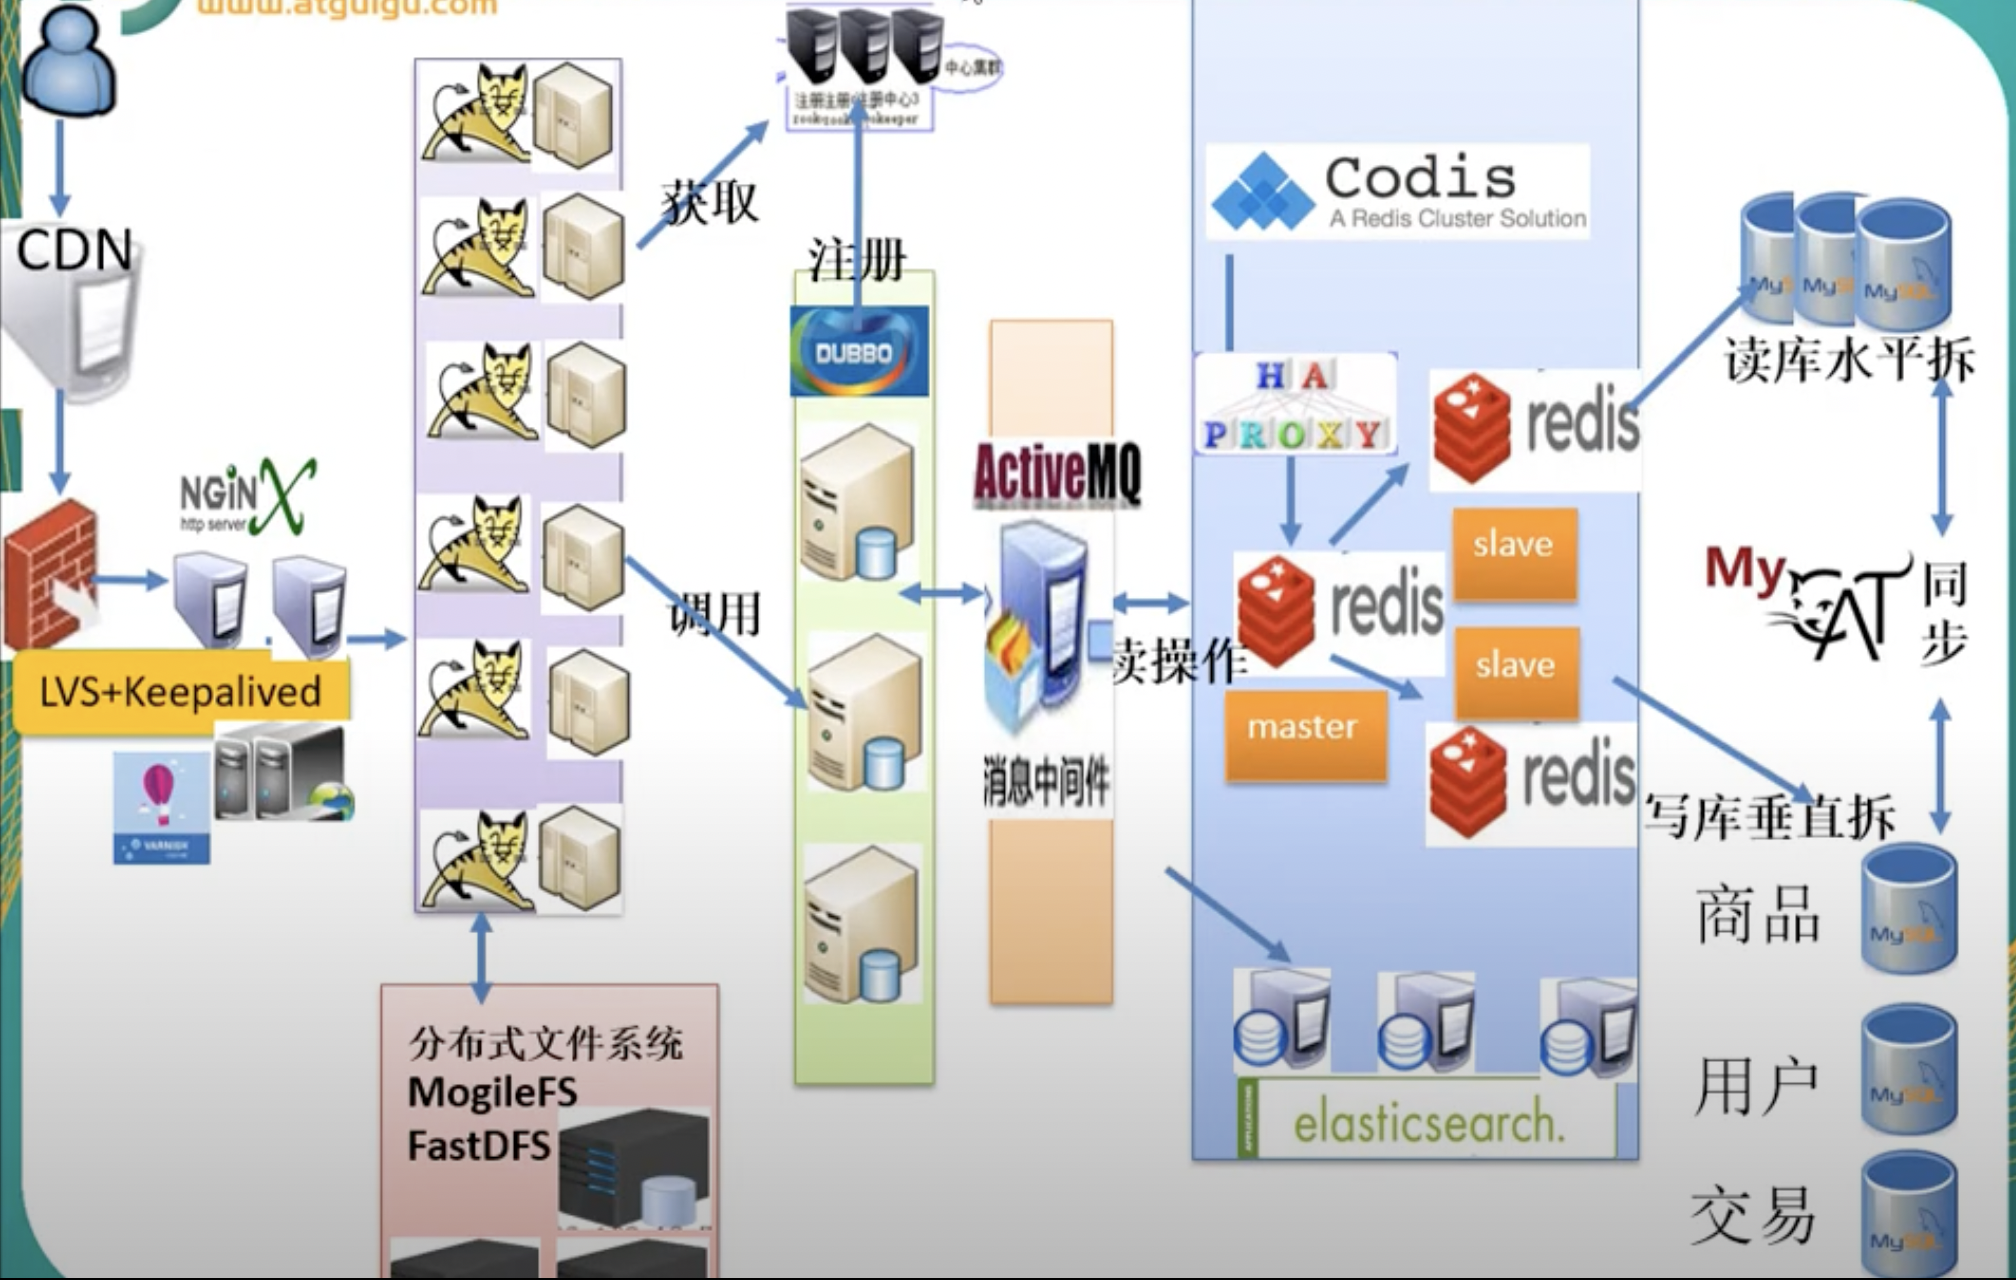 www.atguigu.com
中心集群
注册注册注册中心3
zookeeper
获取
CDN
注册
DUBBO
Codis
A Redis Cluster Solution
MySQL
读库水平拆
HA
PROXY
redis
NGiNX
http server
ActiveMQ
slave
My
CAT
同步
调用
redis
读操作
slave
LVS+Keepalived
master
消息中间件
redis
写库垂直拆
VARNISH
商品
MySQL
分布式文件系统
MogileFS
FastDFS
elasticsearch.
用户
MySQL
交易
MySQL